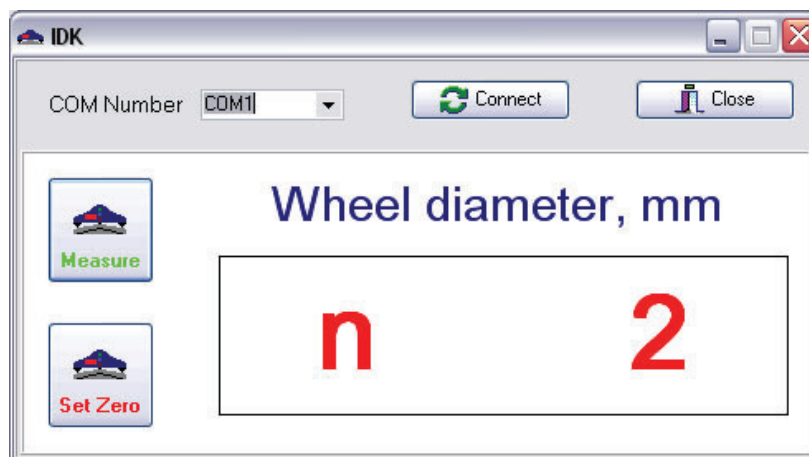 IDK
COM Number COM1 Connect Close
Wheel diameter, mm
Measure
n 2
Set Zero